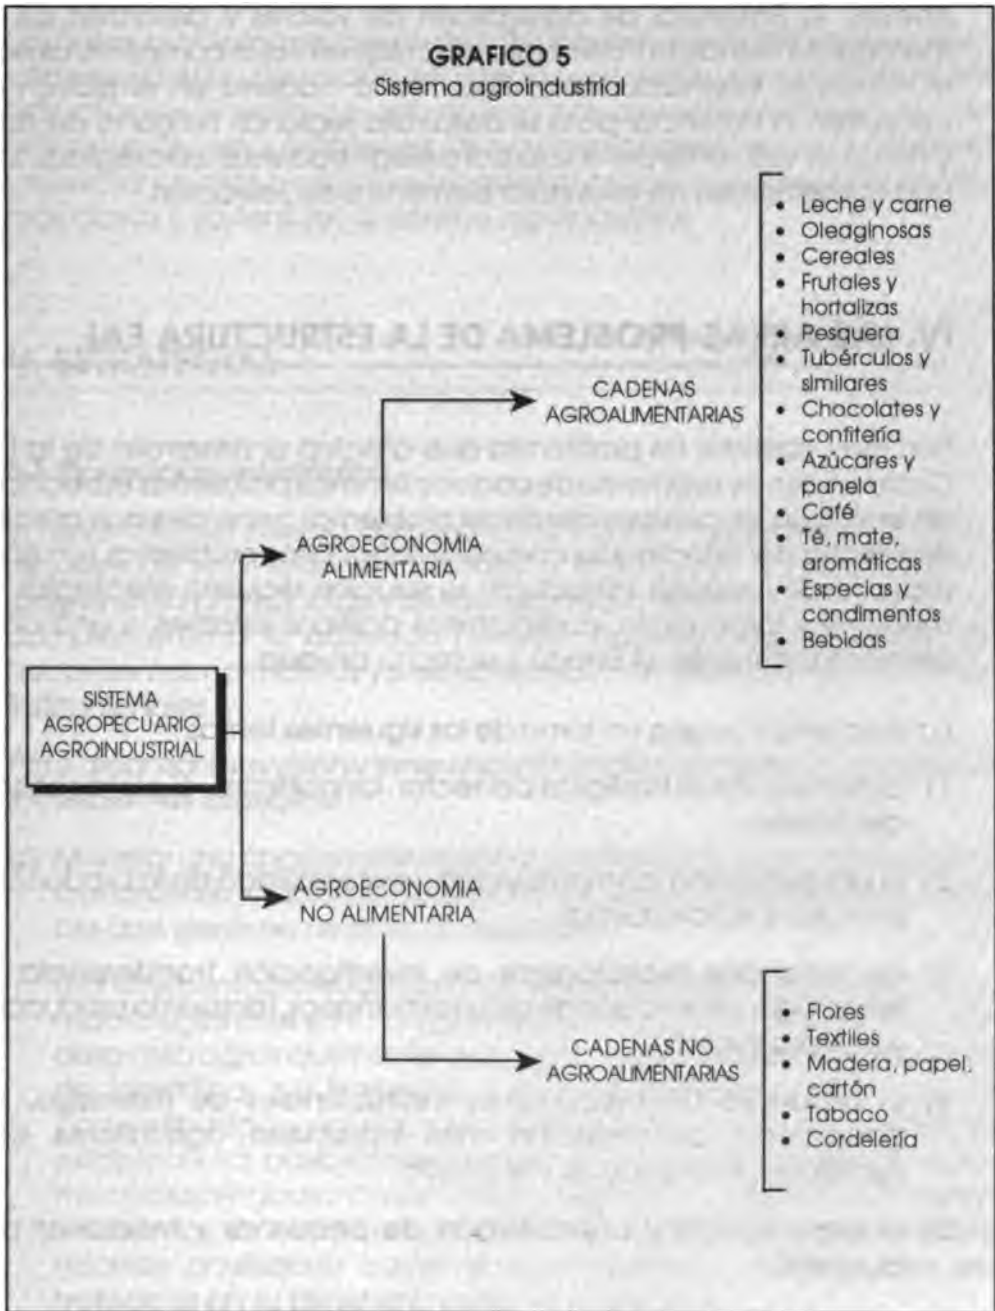 GRAFICO 5
Sistema agroindustrial
• Leche y carne
• Oleaginosas
• Cereales
• Frutales y
hortalizas
• Pesquera
• Tubérculos y
similares
• Chocolates y
confitería
• Azúcares y
panela
• Café
• Té, mate,
aromáticas
• Especias y
condimentos
• Bebidas
CADENAS
AGROALIMENTARIAS
AGROECONOMIA
ALIMENTARIA
SISTEMA
AGROPECUARIO
AGROINDUSTRIAL
AGROECONOMIA
NO ALIMENTARIA
CADENAS NO
AGROALIMENTARIAS
• Flores
• Textiles
• Madera, papel,
cartón
• Tabaco
• Cordelería